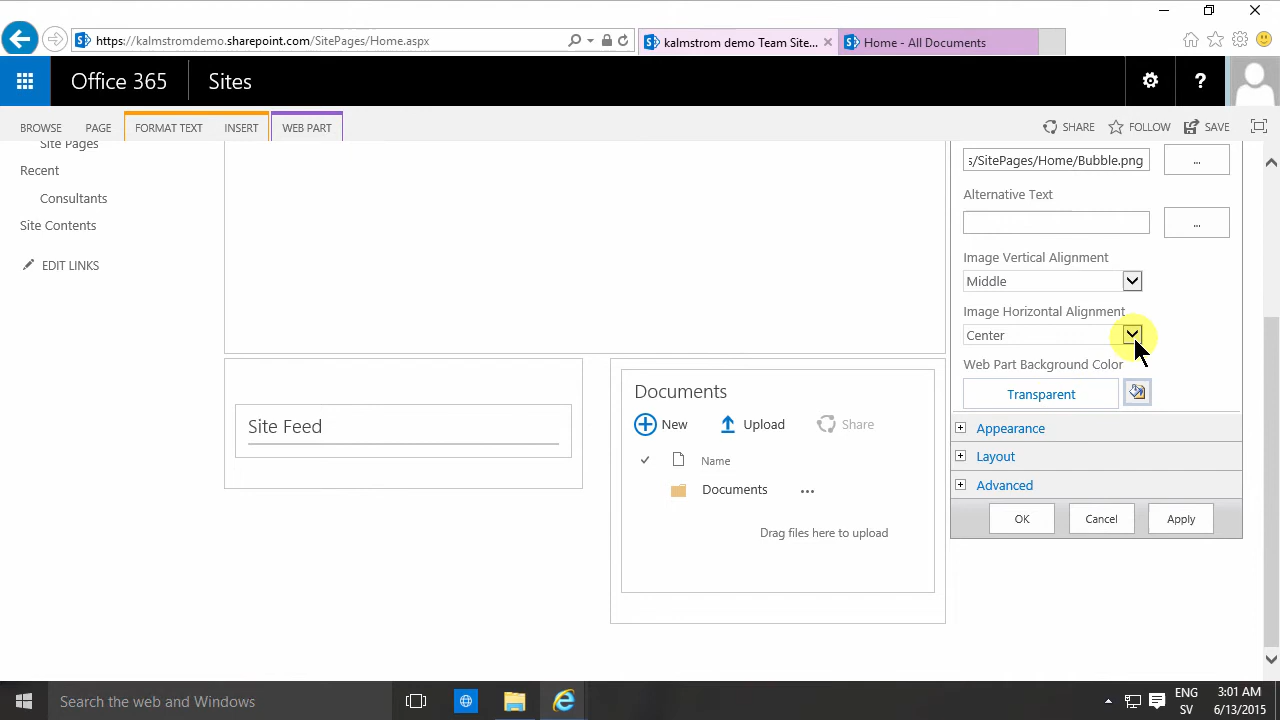 https://kalmstromdemo.sharepoint.com/SitePages/Home.aspx
kalmstrom demo Team Site...
Home - All Documents
Office 365
Sites
?
BROWSE
PAGE
FORMAT TEXT
INSERT
WEB PART
SHARE
FOLLOW
SAVE
Site Pages
Recent
Consultants
Site Contents
EDIT LINKS
Site Feed
Documents
New
Upload
Share
Name
Documents
...
Drag files here to upload
s/SitePages/Home/Bubble.png
...
Alternative Text
...
Image Vertical Alignment
Middle
Image Horizontal Alignment
Center
Web Part Background Color
Transparent
Appearance
Layout
Advanced
OK
Cancel
Apply
Search the web and Windows
ENG
SV
3:01 AM
6/13/2015